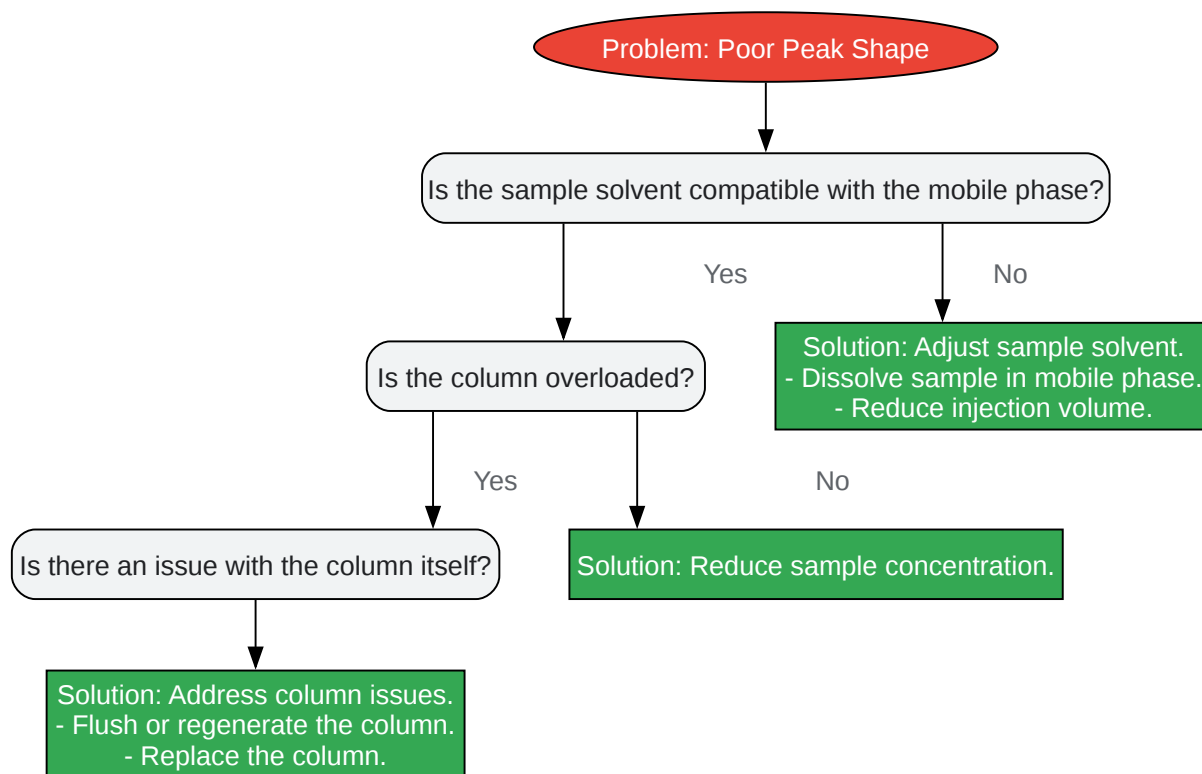 Problem: Poor Peak Shape
Is the sample solvent compatible with the mobile phase?
Yes
No
Solution: Adjust sample solvent.
- Dissolve sample in mobile phase.
- Reduce injection volume.
Is the column overloaded?
Yes
No
Is there an issue with the column itself?
Solution: Reduce sample concentration.
Solution: Address column issues.
- Flush or regenerate the column.
- Replace the column.